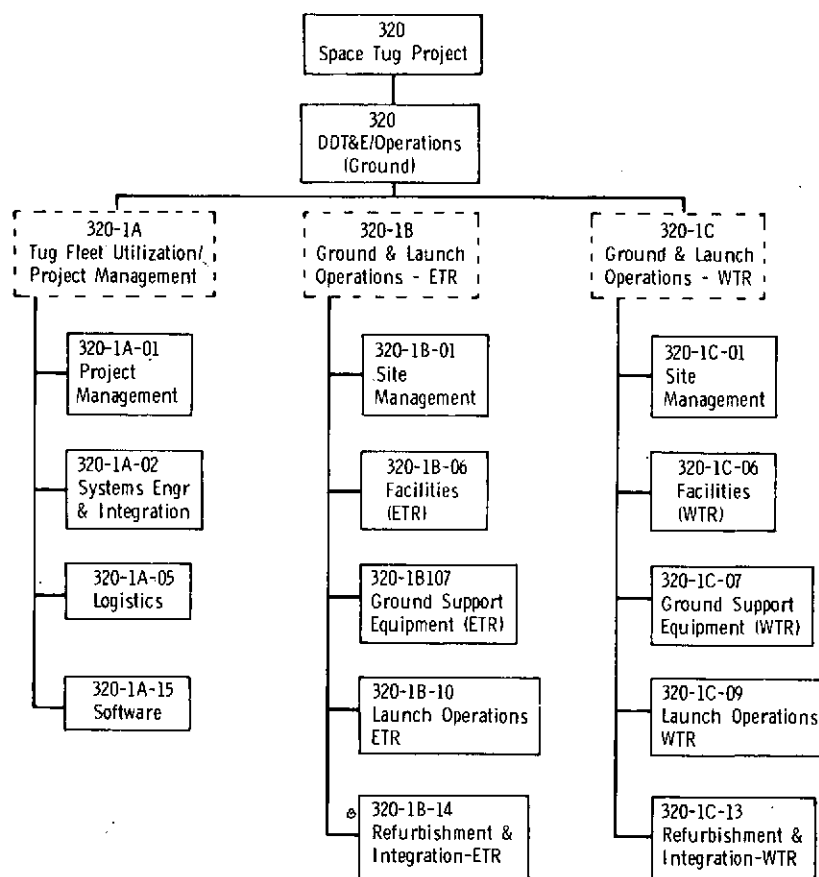 320
Space Tug Project
320
DDT&E/Operations
(Ground)
320-1A
Tug Fleet Utilization/
Project Management
320-1A-01
Project
Management
320-1A-02
Systems Engr
& Integration
320-1A-05
Logistics
320-1A-15
Software
320-1B
Ground & Launch
Operations - ETR
320-1B-01
Site
Management
320-1B-06
Facilities
(ETR)
320-1B107
Ground Support
Equipment (ETR)
320-1B-10
Launch Operations
ETR
320-1B-14
Refurbishment &
Integration-ETR
320-1C
Ground & Launch
Operations - WTR
320-1C-01
Site
Management
320-1C-06
Facilities
(WTR)
320-1C-07
Ground Support
Equipment (WTR)
320-1C-09
Launch Operations
WTR
320-1C-13
Refurbishment &
Integration-WTR